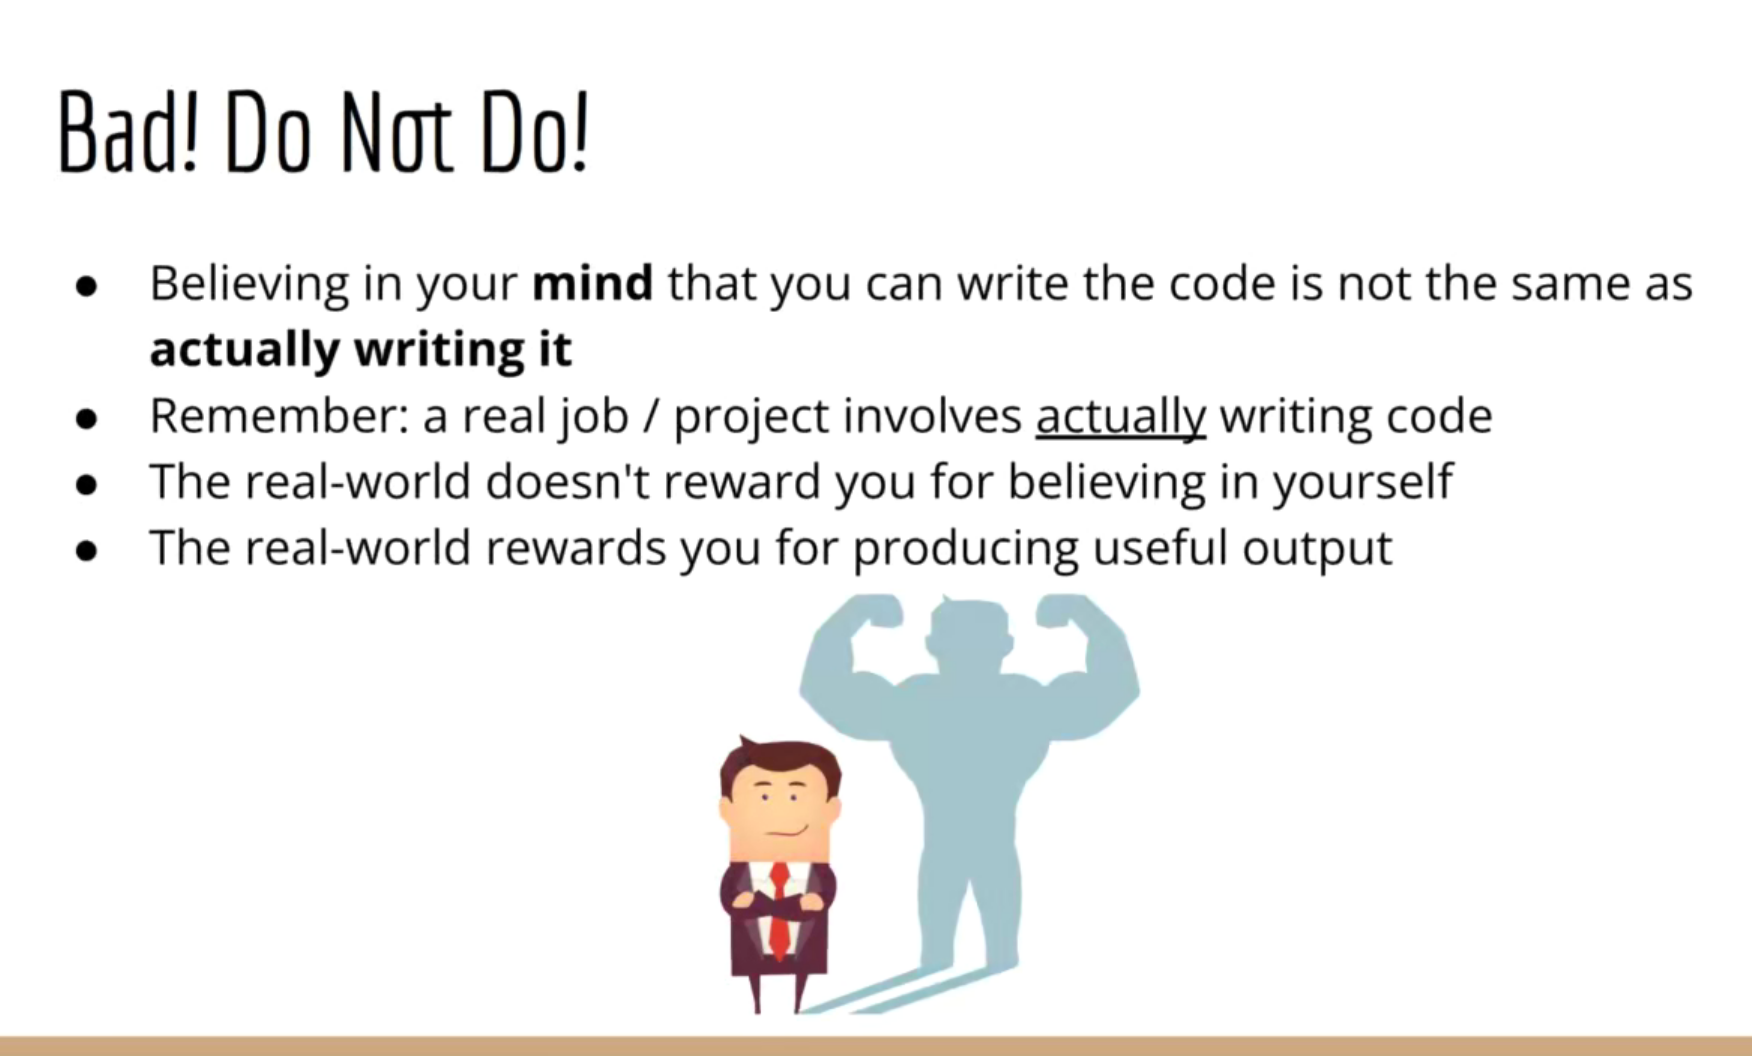 Bad! Do Not Do!
● Believing in your mind that you can write the code is not the same as
actually writing it
● Remember: a real job / project involves actually writing code
● The real-world doesn't reward you for believing in yourself
● The real-world rewards you for producing useful output